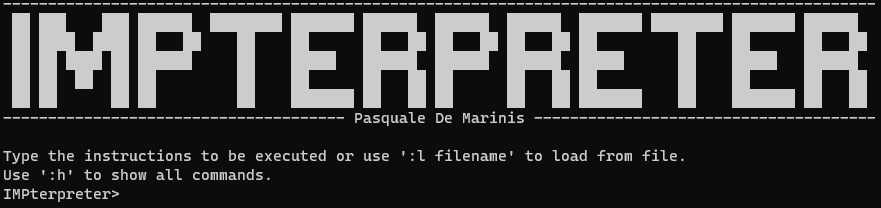 IMPTERPRETER
Pasquale De Marinis
Type the instructions to be executed or use ':l filename' to load from file.
Use ':h' to show all commands.
IMPterpreter>